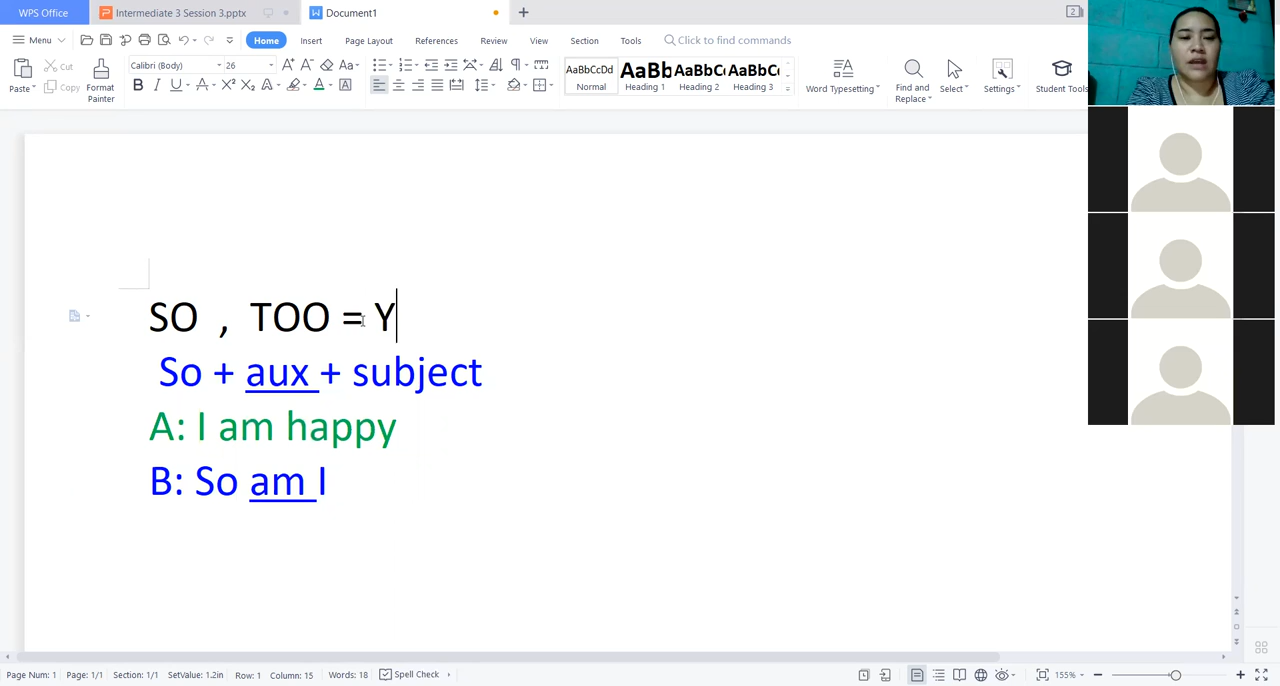 WPS Office Intermediate 3 Session 3.pptx Document1 2
Menu Home Insert Page Layout References Review View Section Tools Click to find commands
Paste Cut Copy Format Painter Calibri (Body) 26 AaBbCcDd Normal AaBb Heading 1 AaBbC Heading 2 AaBbC Heading 3 Word Typesetting Find and Replace Select Settings Student Tools
SO , TOO = Y
So + aux + subject
A: I am happy
B: So am I
Page Num: 1 Page: 1/1 Section: 1/1 SetValue: 1.2in Row: 1 Column: 15 Words: 18 Spell Check 155%